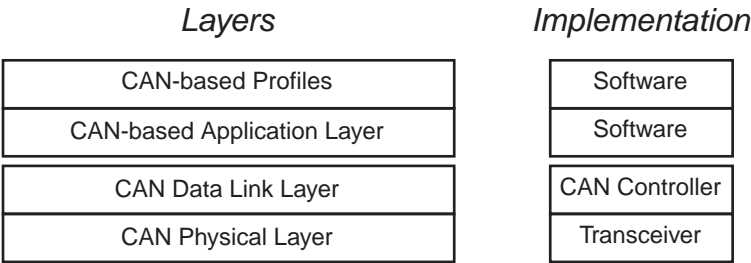 Layers Implementation
CAN-based Profiles Software
CAN-based Application Layer Software
CAN Data Link Layer CAN Controller
CAN Physical Layer Transceiver